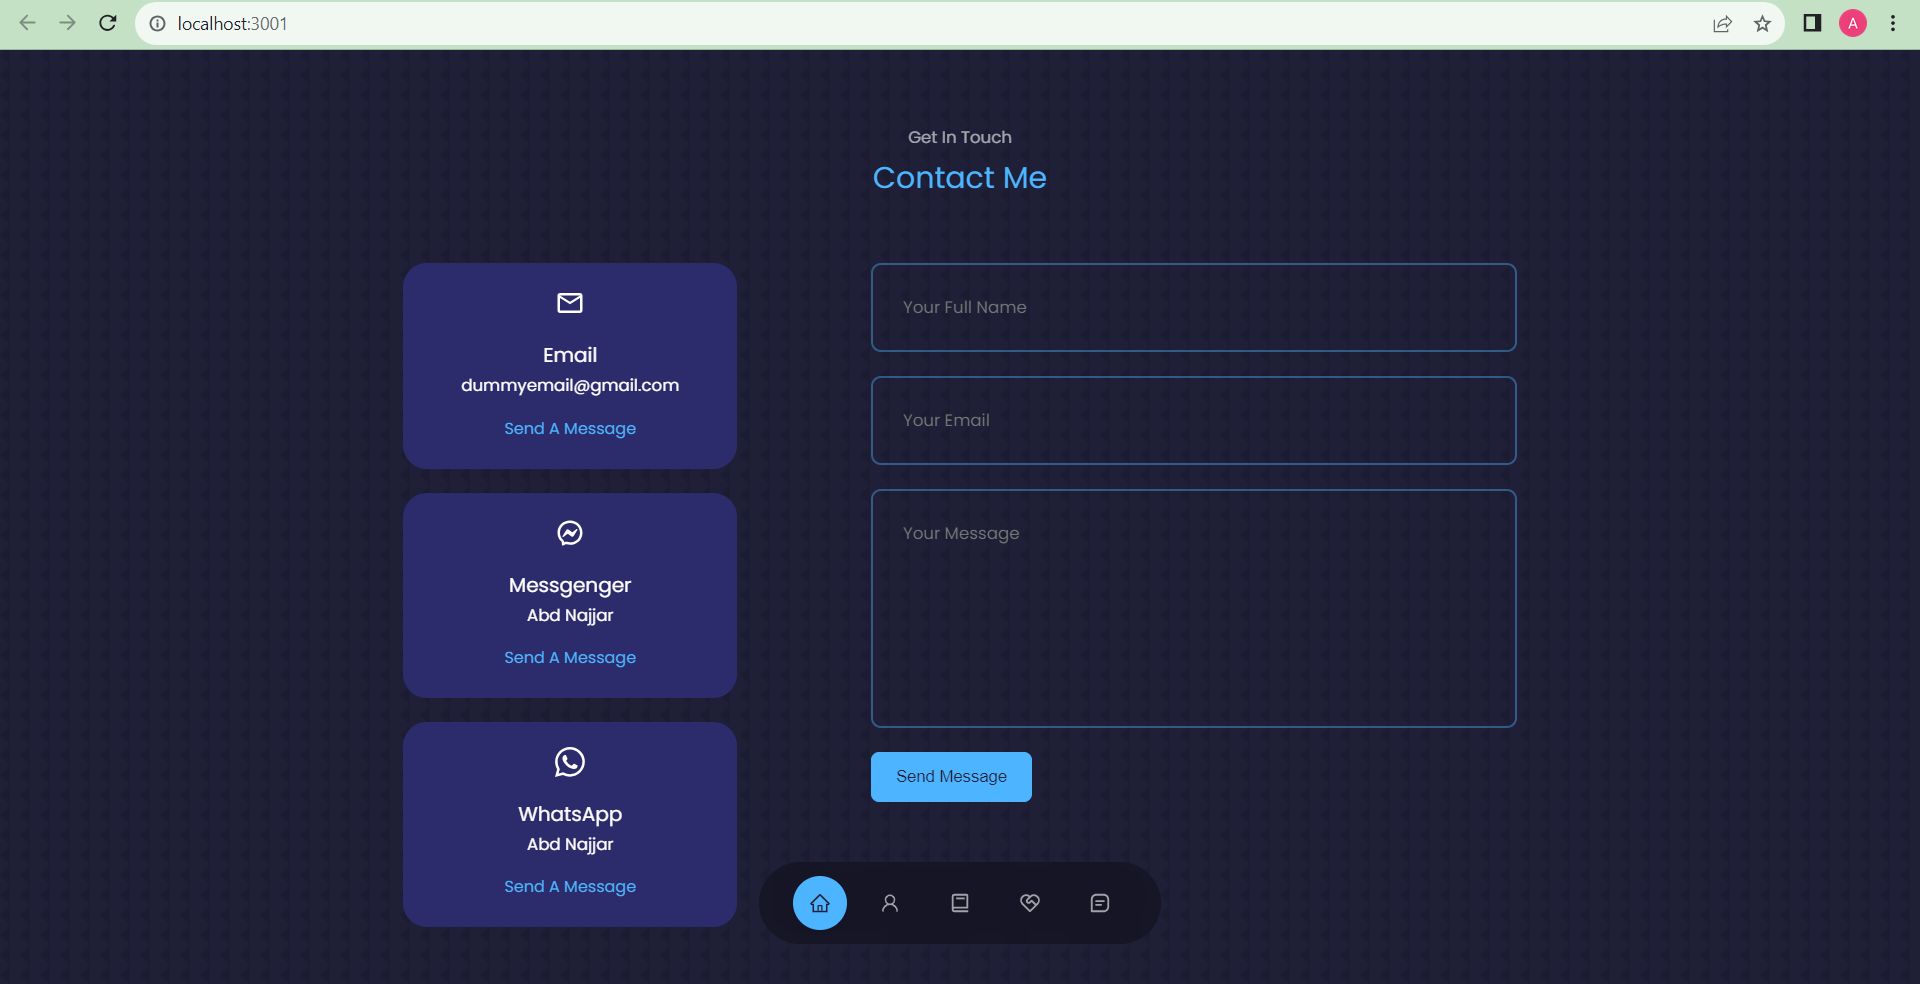 localhost:3001
A
Get In Touch
Contact Me
Email
dummyemail@gmail.com
Send A Message
Messgenger
Abd Najjar
Send A Message
WhatsApp
Abd Najjar
Send A Message
Your Full Name
Your Email
Your Message
Send Message